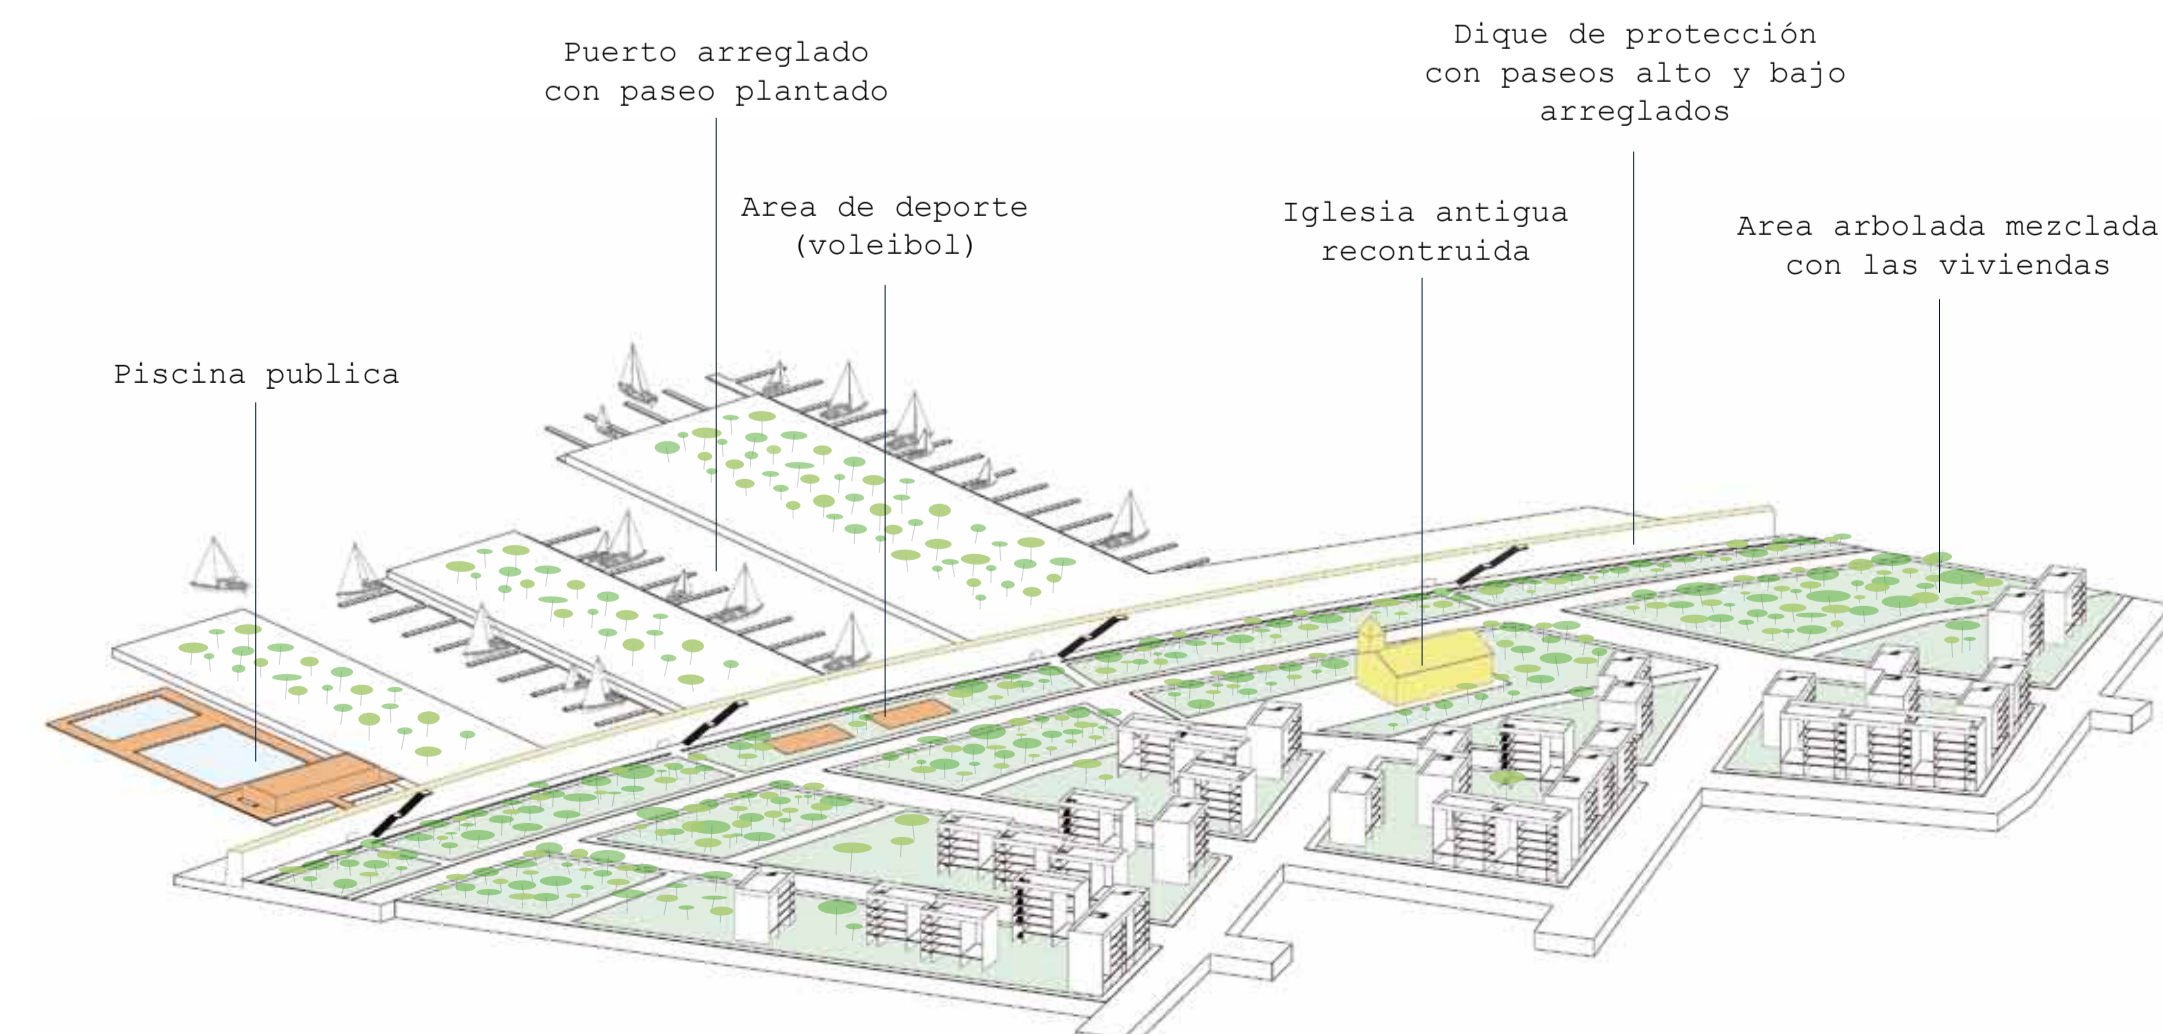 Puerto arreglado
con paseo plantado
Dique de protección
con paseos alto y bajo
arreglados
Area de deporte
(voleibol)
Iglesia antigua
recontruida
Area arbolada mezclada
con las viviendas
Piscina publica